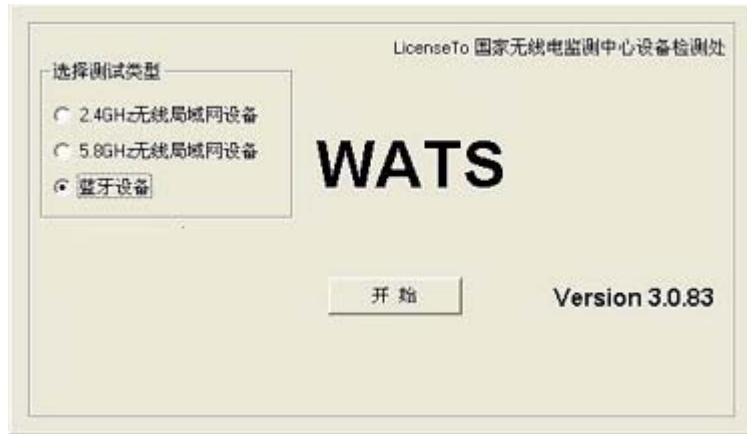 LicenseTo 国家无线电监测中心设备检测处
选择测试类型
2.4GHz无线局域网设备
5.8GHz无线局域网设备
蓝牙设备
WATS
开 始
Version 3.0.83